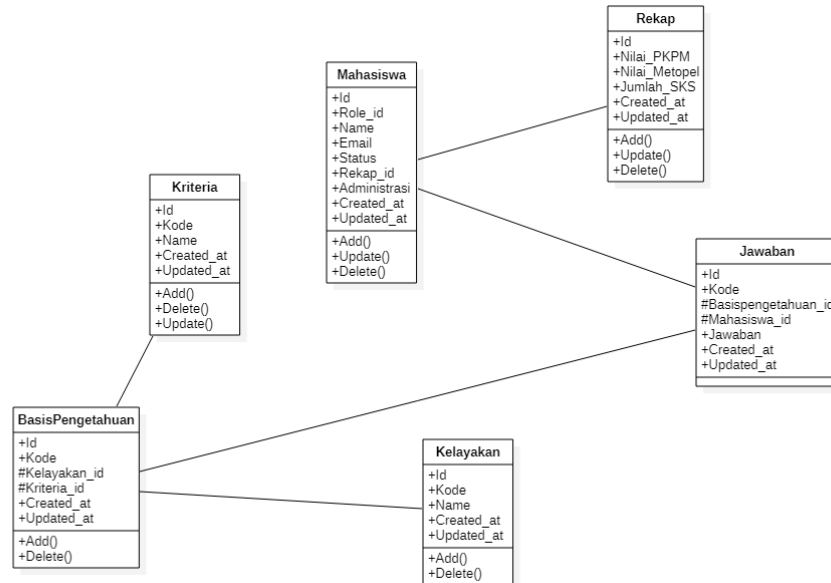 Rekap
+Id
+Nilai_PKPM
+Nilai_Metopel
+Jumlah_SKS
+Created_at
+Updated_at
+Add()
+Update()
+Delete()
Mahasiswa
+Id
+Role_id
+Name
+Email
+Status
+Rekap_id
+Administrasi
+Created_at
+Updated_at
+Add()
+Update()
+Delete()
Kriteria
+Id
+Kode
+Name
+Created_at
+Updated_at
+Add()
+Delete()
+Update()
Jawaban
+Id
+Kode
#Basispengetahuan_id
#Mahasiswa_id
+Jawaban
+Created_at
+Updated_at
BasisPengetahuan
+Id
+Kode
#Kelayakan_id
#Kriteria_id
+Created_at
+Updated_at
+Add()
+Delete()
Kelayakan
+Id
+Kode
+Name
+Created_at
+Updated_at
+Add()
+Delete()